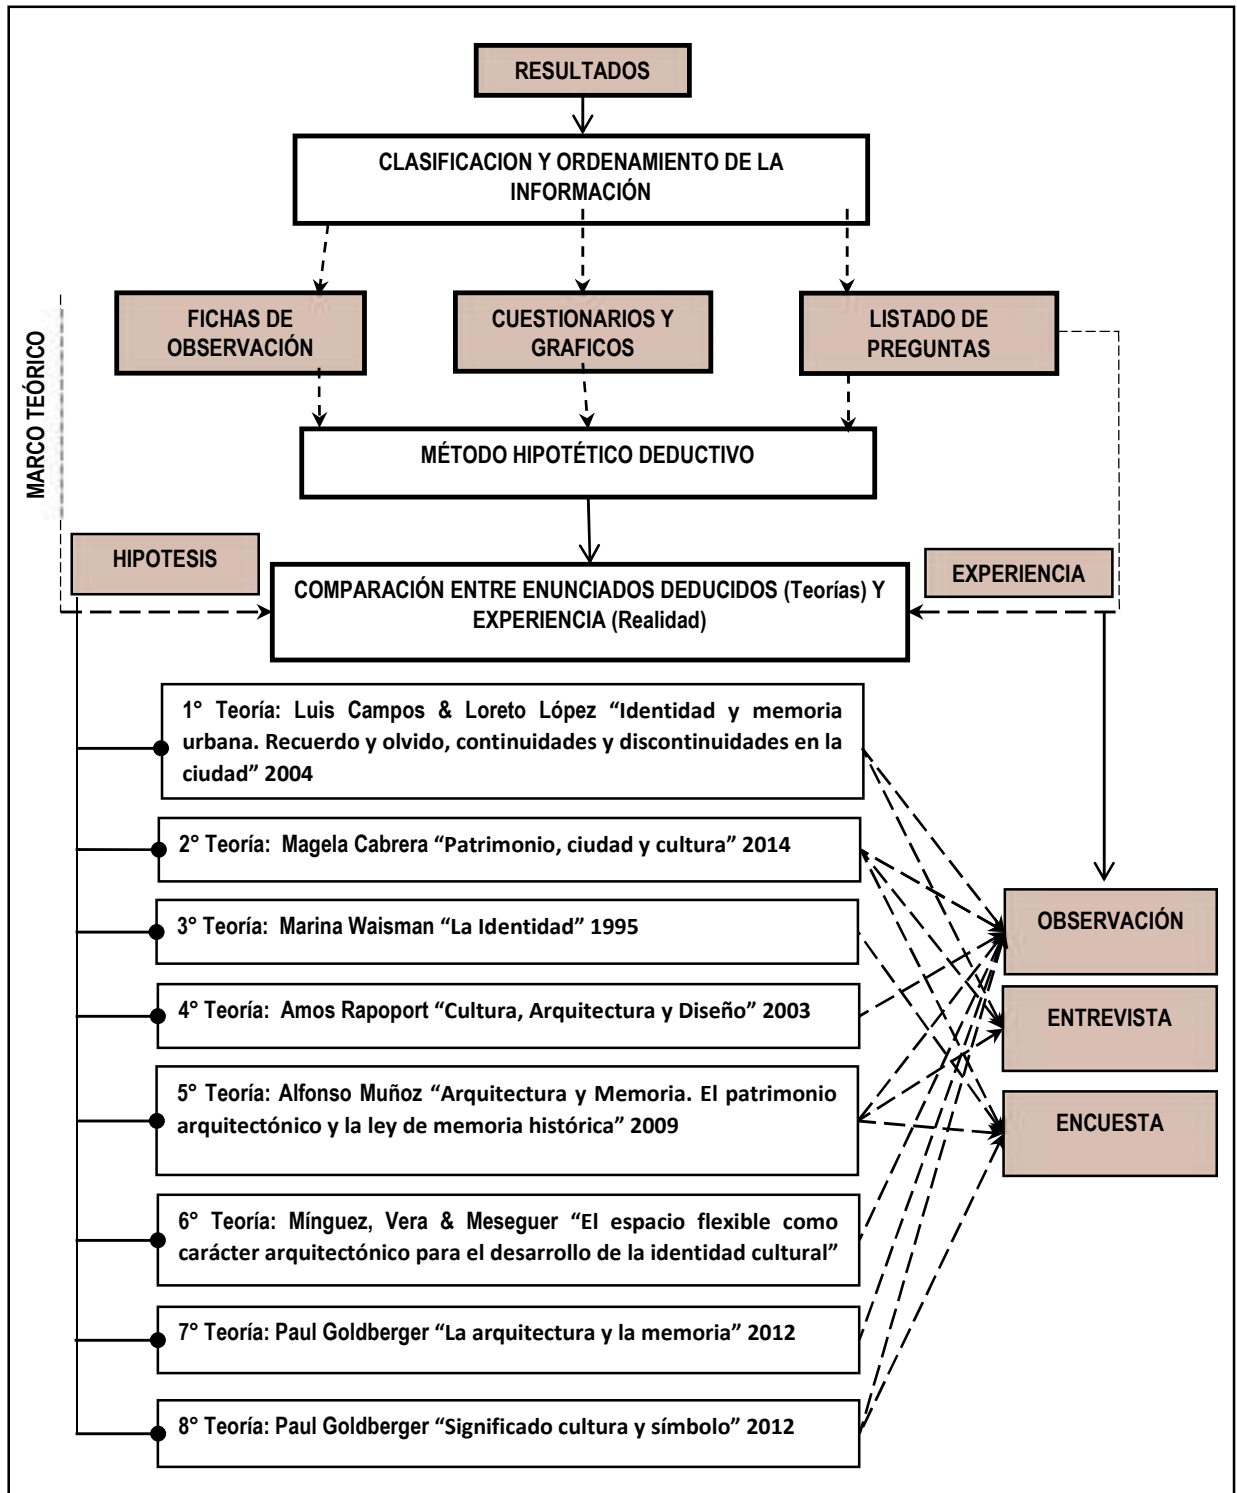 RESULTADOS
CLASIFICACION Y ORDENAMIENTO DE LA
INFORMACIÓN
FICHAS DE
OBSERVACIÓN
CUESTIONARIOS Y
GRAFICOS
LISTADO DE
PREGUNTAS
MARCO TEÓRICO
MÉTODO HIPOTÉTICO DEDUCTIVO
HIPOTESIS
EXPERIENCIA
COMPARACIÓN ENTRE ENUNCIADOS DEDUCIDOS (Teorías) Y
EXPERIENCIA (Realidad)
1° Teoría: Luis Campos & Loreto López “Identidad y memoria
urbana. Recuerdo y olvido, continuidades y discontinuidades en la
ciudad” 2004
2° Teoría: Magela Cabrera “Patrimonio, ciudad y cultura” 2014
3° Teoría: Marina Waisman “La Identidad” 1995
4° Teoría: Amos Rapoport “Cultura, Arquitectura y Diseño” 2003
5° Teoría: Alfonso Muñoz “Arquitectura y Memoria. El patrimonio
arquitectónico y la ley de memoria histórica” 2009
6° Teoría: Mínguez, Vera & Meseguer “El espacio flexible como
carácter arquitectónico para el desarrollo de la identidad cultural”
7° Teoría: Paul Goldberger “La arquitectura y la memoria” 2012
8° Teoría: Paul Goldberger “Significado cultura y símbolo” 2012
OBSERVACIÓN
ENTREVISTA
ENCUESTA